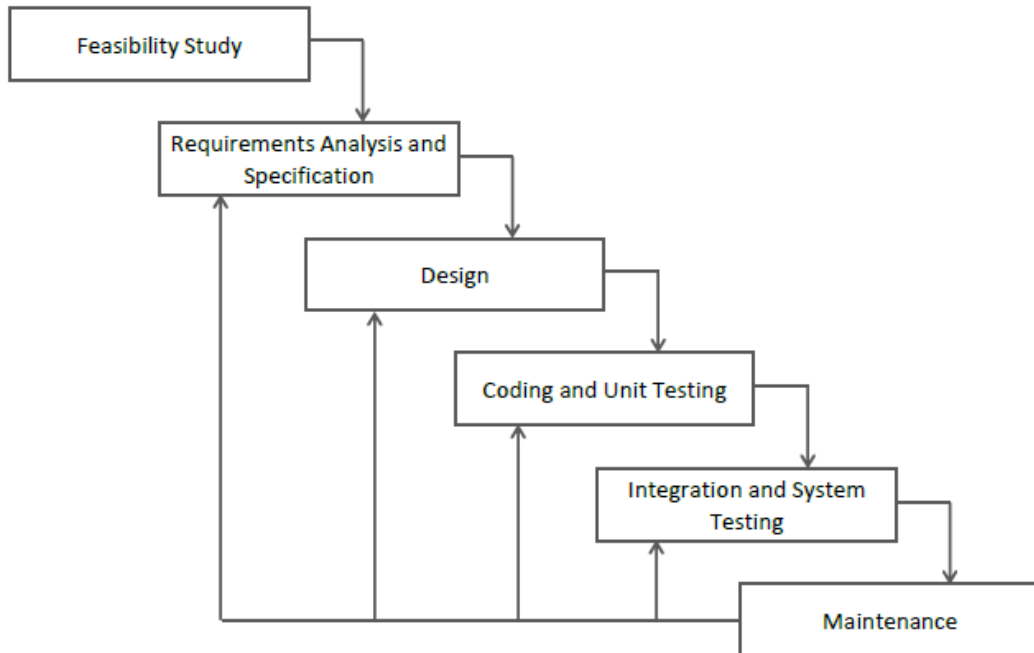 Feasibility Study
Requirements Analysis and
Specification
Design
Coding and Unit Testing
Integration and System
Testing
Maintenance